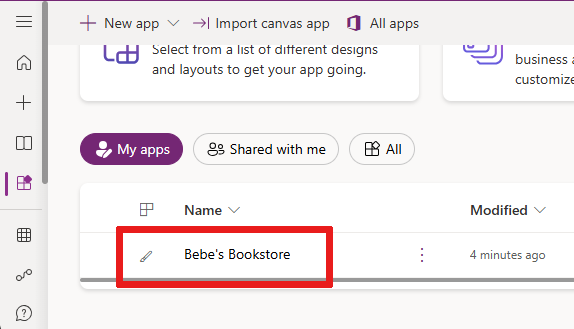 New app
Import canvas app
All apps
Select from a list of different designs
and layouts to get your app going.
business a
customize
My apps
Shared with me
All
Name
Modified
Bebe's Bookstore
4 minutes ago